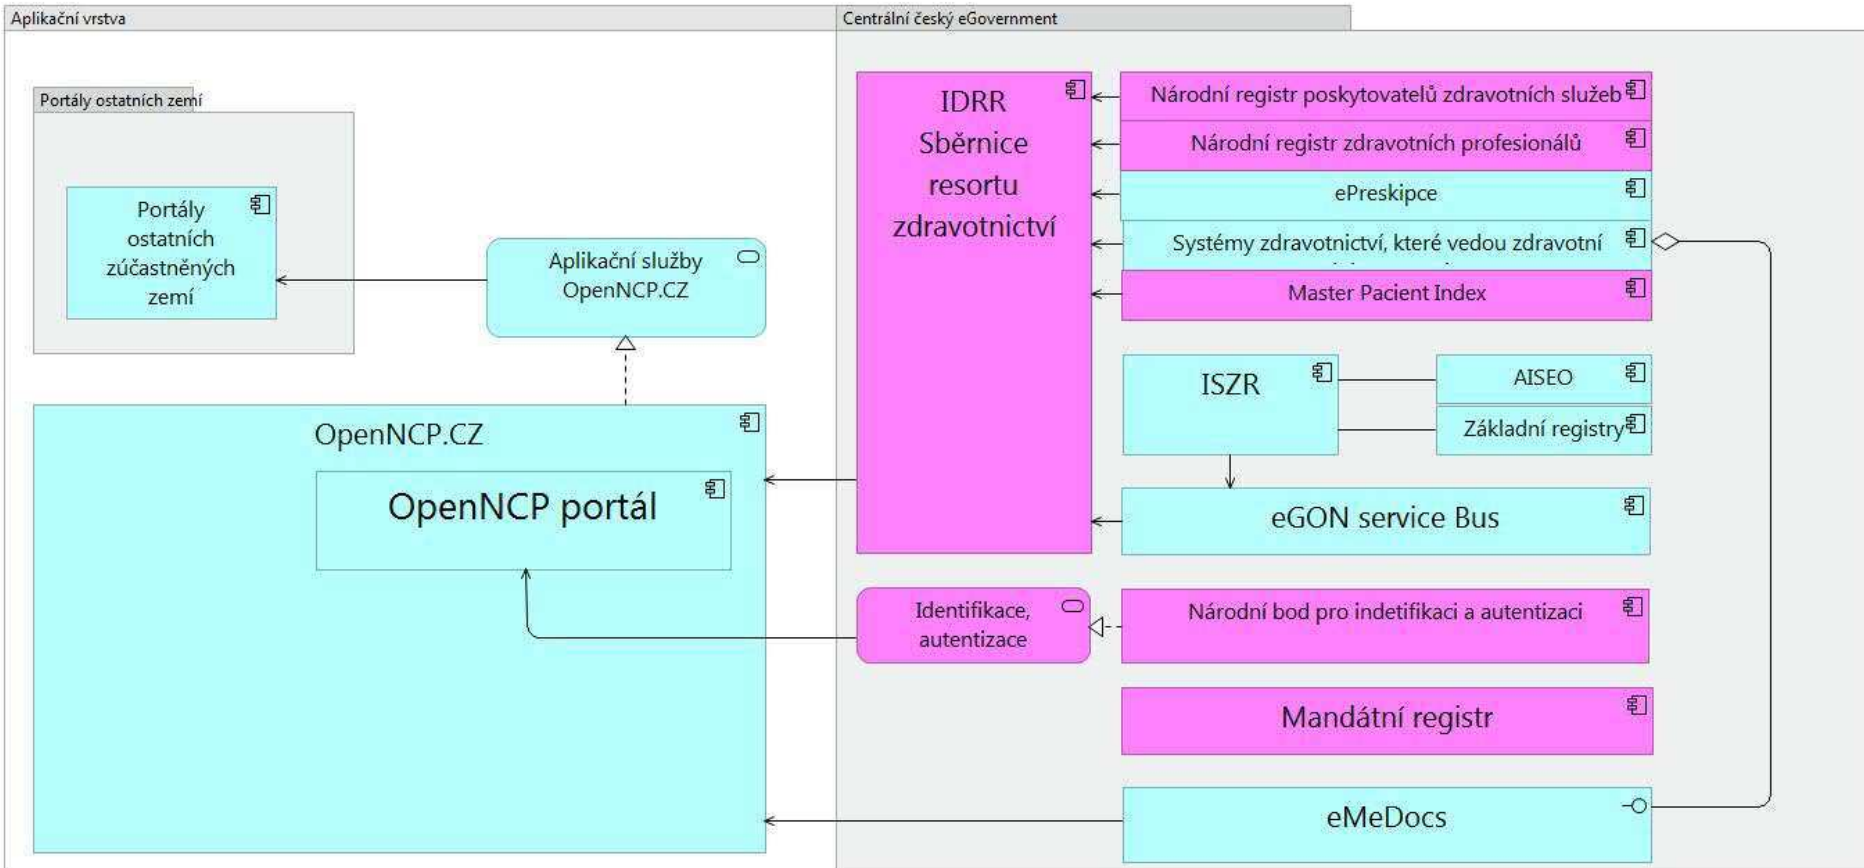 Aplikační vrstva
Centrální český eGovernment
Portály ostatních zemí
Portály
ostatních
zúčastněných
zemí
Aplikační služby
OpenNCP.CZ
OpenNCP.CZ
OpenNCP portál
IDRR
Sběrnice
resortu
zdravotnictví
Národní registr poskytovatelů zdravotních služeb
Národní registr zdravotních profesionálů
ePreskipce
Systémy zdravotnictví, které vedou zdravotní
Master Pacient Index
ISZR
AISEO
Základní registry
eGON service Bus
Identifikace,
autentizace
Národní bod pro indetifikaci a autentizaci
Mandátní registr
eMeDocs